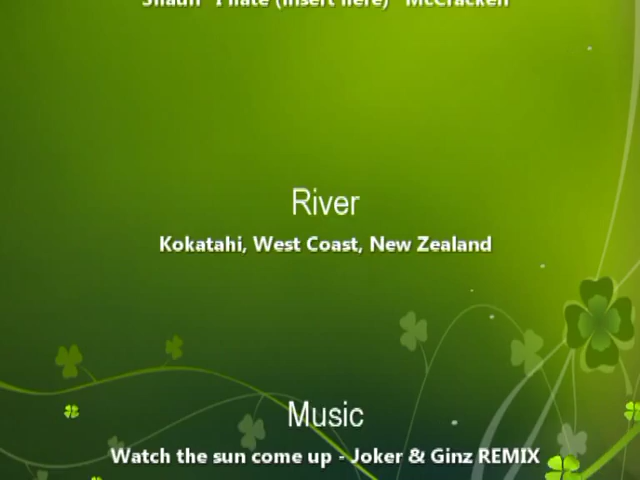 Shaun "I hate (insert here)" McCracken
River
Kokatahi, West Coast, New Zealand
Music
Watch the sun come up - Joker & Ginz REMIX